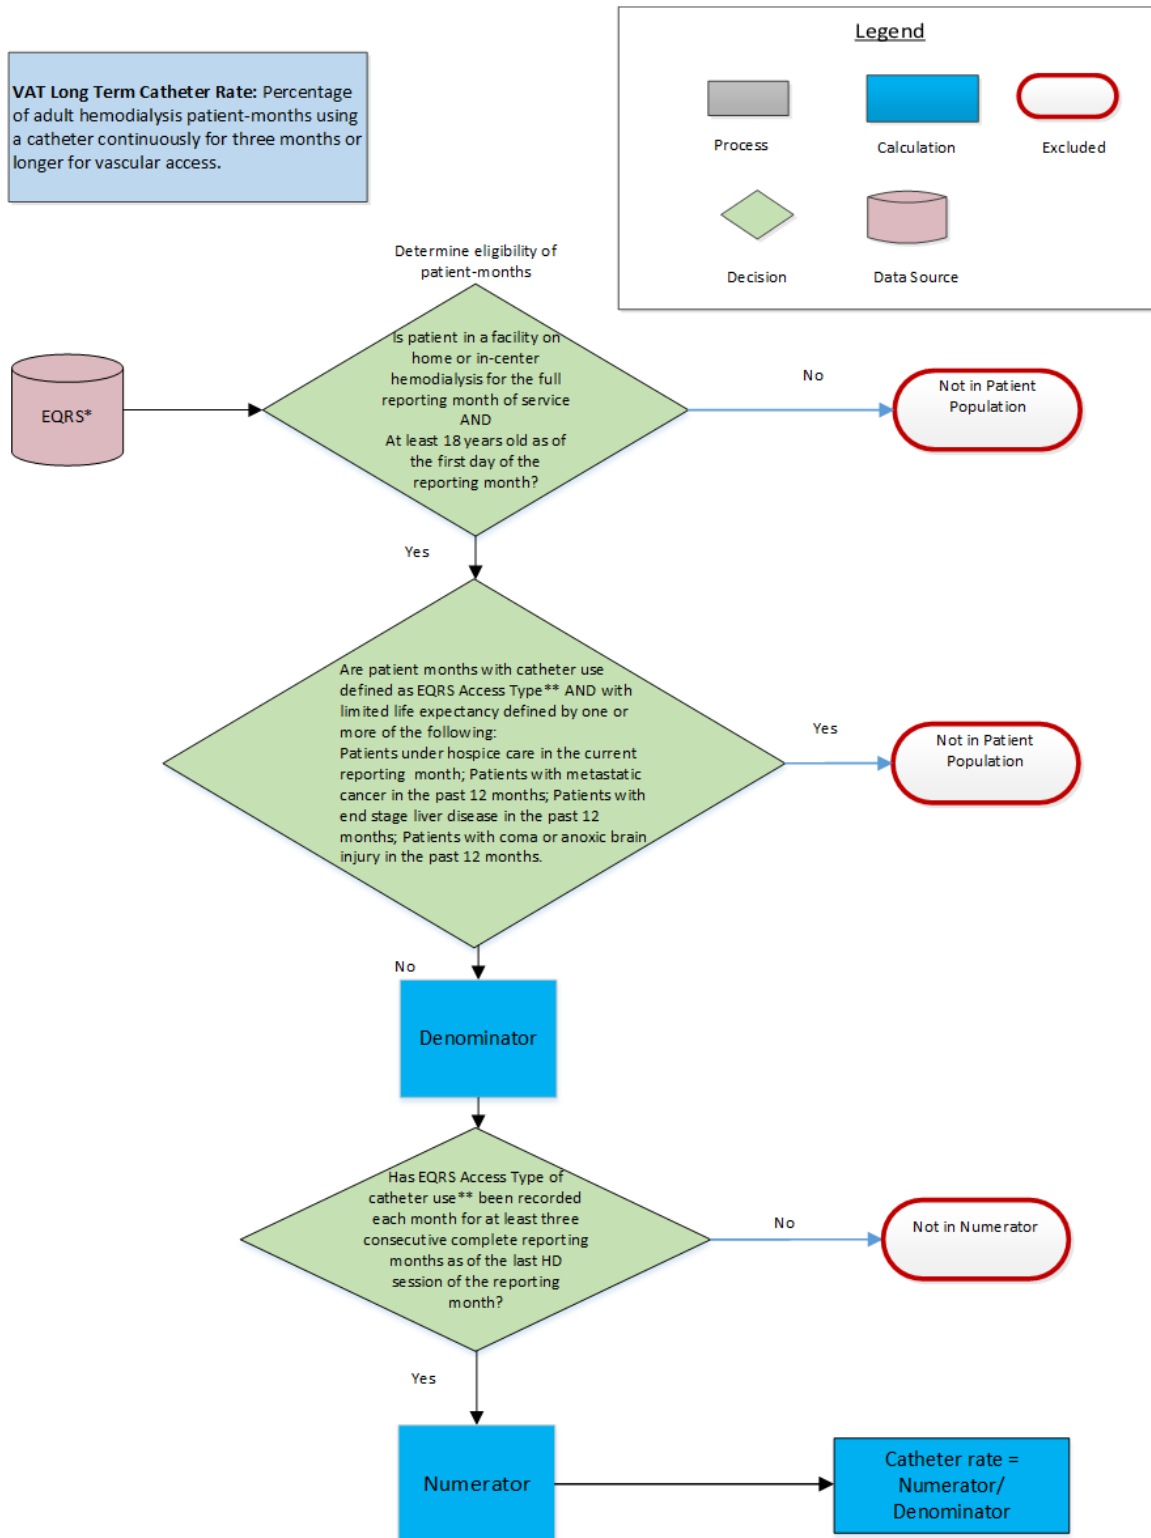 VAT Long Term Catheter Rate: Percentage
of adult hemodialysis patient-months using
a catheter continuously for three months or
longer for vascular access.
Legend
Process
Calculation
Excluded
Decision
Data Source
Determine eligibility of
patient-months
EQRS*
Is patient in a facility on
home or in-center
hemodialysis for the full
reporting month of service
AND
At least 18 years old as of
the first day of the
reporting month?
No
Not in Patient
Population
Yes
Are patient months with catheter use
defined as EQRS Access Type** AND with
limited life expectancy defined by one or
more of the following:
Patients under hospice care in the current
reporting month; Patients with metastatic
cancer in the past 12 months; Patients with
end stage liver disease in the past 12
months; Patients with coma or anoxic brain
injury in the past 12 months.
Yes
Not in Patient
Population
No
Denominator
Has EQRS Access Type of
catheter use** been recorded
each month for at least three
consecutive complete reporting
months as of the last HD
session of the reporting
month?
No
Not in Numerator
Yes
Numerator
Catheter rate =
Numerator/
Denominator